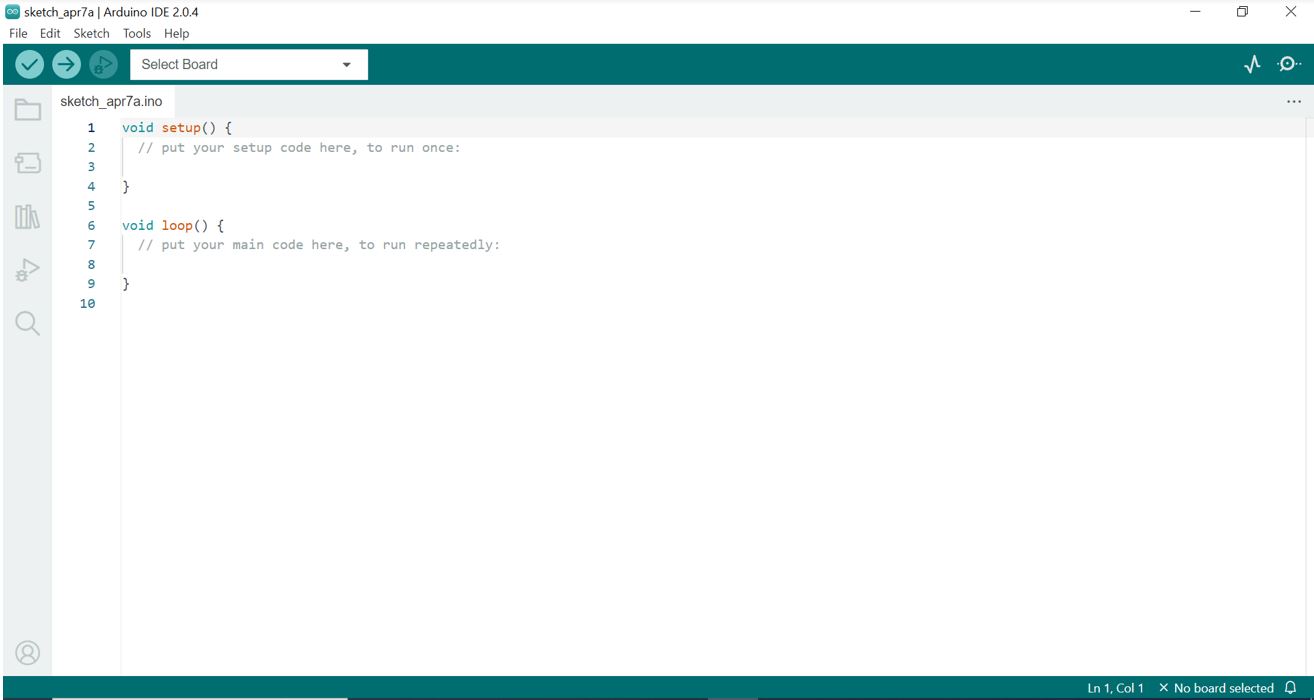 sketch_apr7a | Arduino IDE 2.0.4
File Edit Sketch Tools Help
Select Board
sketch_apr7a.ino
1 void setup() {
2 // put your setup code here, to run once:
3
4 }
5
6 void loop() {
7 // put your main code here, to run repeatedly:
8
9 }
10
Ln 1, Col 1 × No board selected